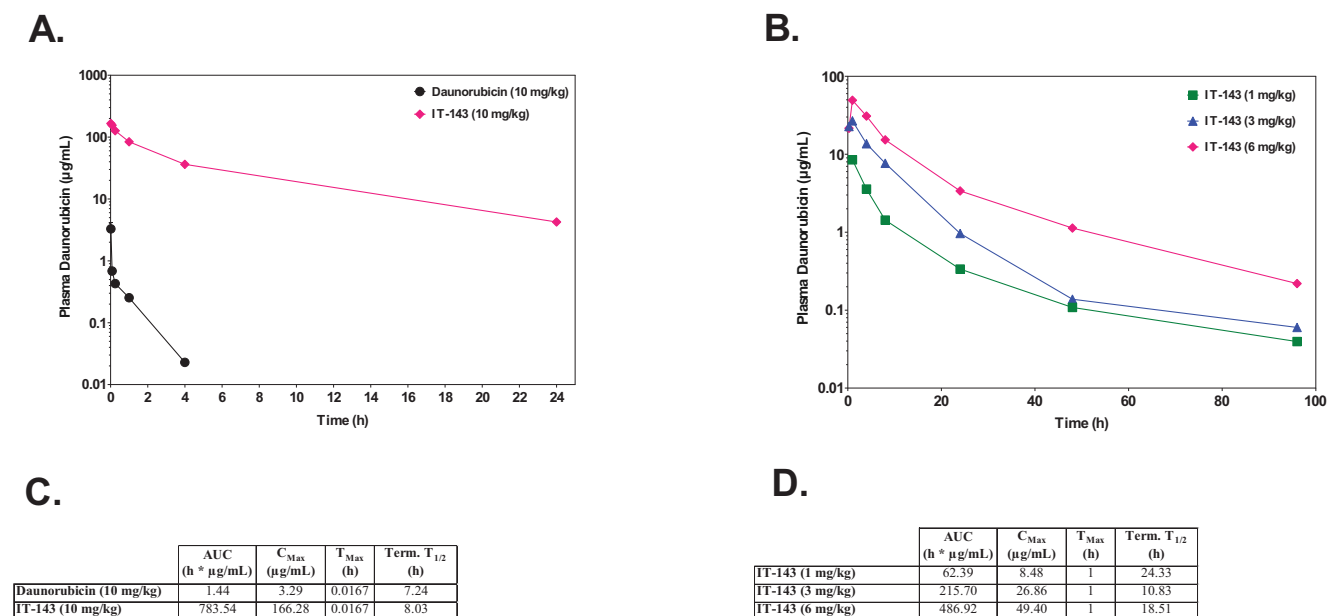 A.
Plasma Daunorubicin (µg/mL)
1000
100
10
1
0.1
0.01
0 2 4 6 8 10 12 14 16 18 20 22 24
Time (h)
Daunorubicin (10 mg/kg)
IT-143 (10 mg/kg)
B.
Plasma Daunorubicin (µg/mL)
100
10
1
0.1
0.01
0 20 40 60 80 100
Time (h)
IT-143 (1 mg/kg)
IT-143 (3 mg/kg)
IT-143 (6 mg/kg)
C.
AUC (h * µg/mL) CMax (µg/mL) TMax (h) Term. T1/2 (h)
Daunorubicin (10 mg/kg) 1.44 3.29 0.0167 7.24
IT-143 (10 mg/kg) 783.54 166.28 0.0167 8.03
D.
AUC (h * µg/mL) CMax (µg/mL) TMax (h) Term. T1/2 (h)
IT-143 (1 mg/kg) 62.39 8.48 1 24.33
IT-143 (3 mg/kg) 215.70 26.86 1 10.83
IT-143 (6 mg/kg) 486.92 49.40 1 18.51